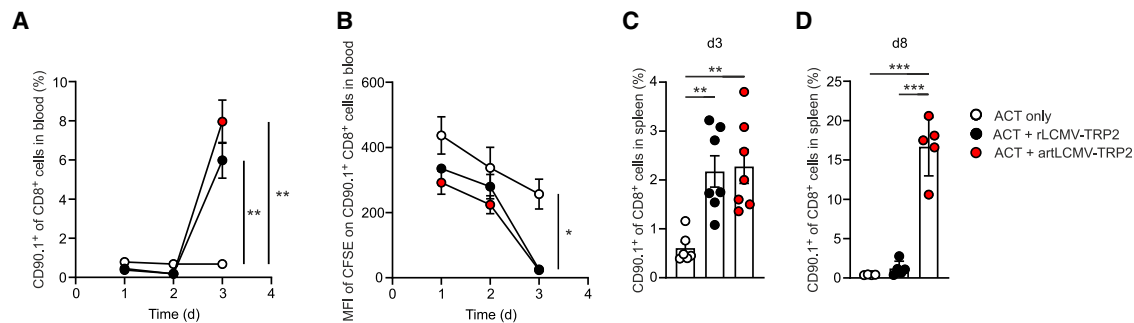 A
CD90.1⁺ of CD8⁺ cells in blood (%)
10
8
6
4
2
0
0
1
2
3
4
Time (d)
**
**
B
MFI of CFSE on CD90.1⁺ CD8⁺ cells in blood
600
400
200
0
0
1
2
3
4
Time (d)
*
C
d3
CD90.1⁺ of CD8⁺ cells in spleen (%)
4
3
2
1
0
**
**
D
d8
CD90.1⁺ of CD8⁺ cells in spleen (%)
25
20
15
10
5
0
***
***
ACT only
ACT + rLCMV-TRP2
ACT + artLCMV-TRP2